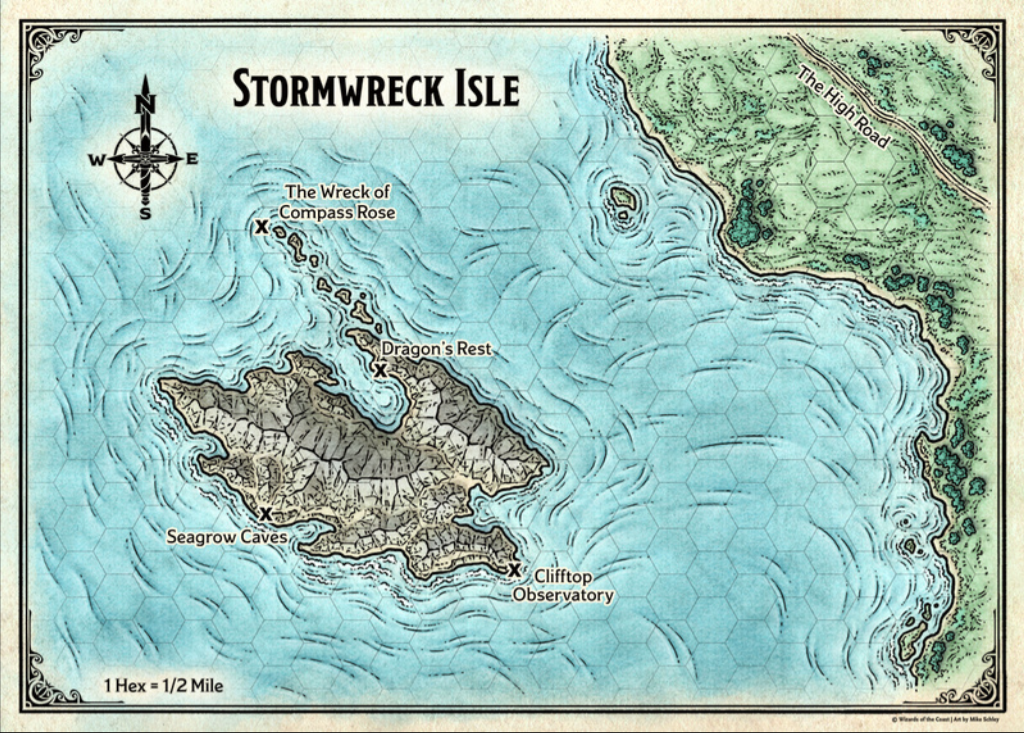 STORMWRECK ISLE
N
W
E
S
The High Road
The Wreck of
Compass Rose
X
Dragon's Rest
X
X
Seagrow Caves
X
Clifftop
Observatory
1 Hex = 1/2 Mile
S
© Wizards of the Coast | Art by Mike Schley